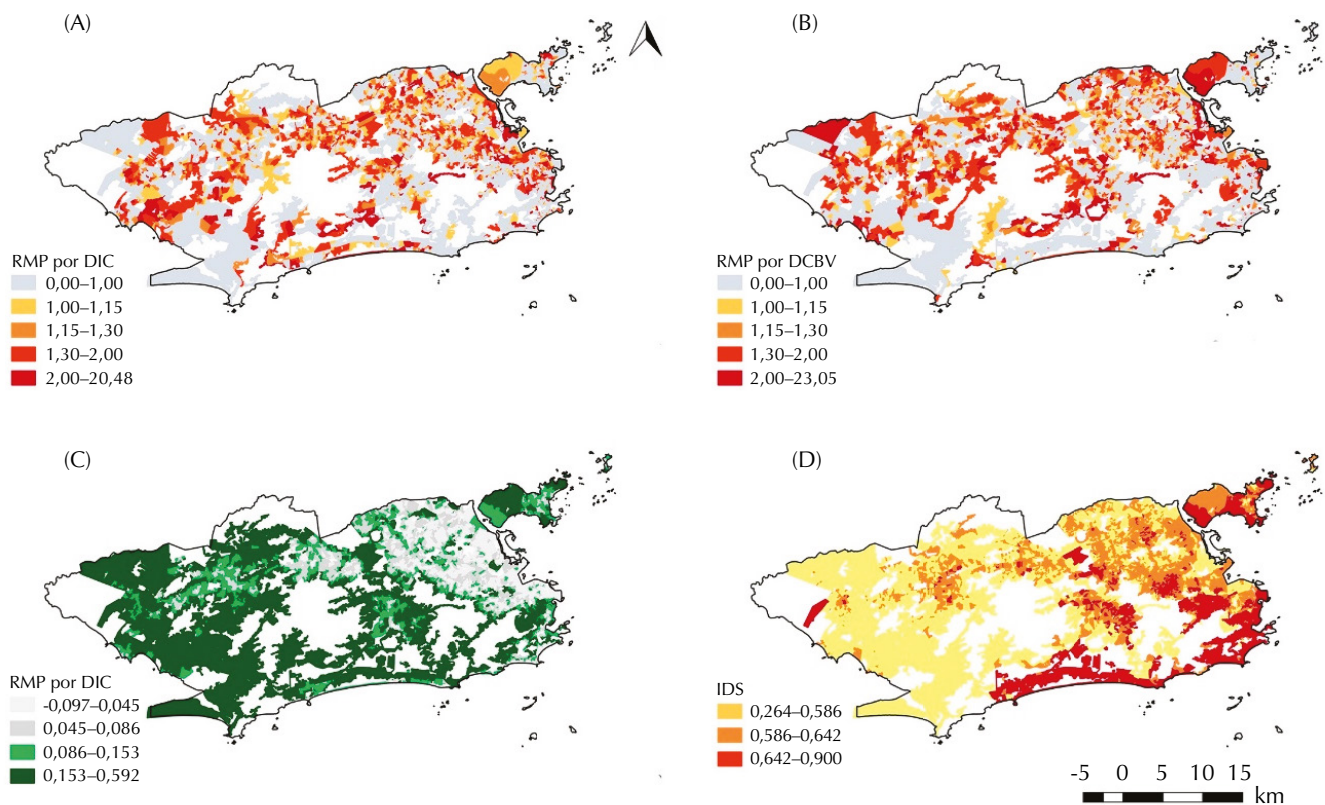 (A)
(B)
RMP por DIC
0,00–1,00
1,00–1,15
1,15–1,30
1,30–2,00
2,00–20,48
RMP por DCBV
0,00–1,00
1,00–1,15
1,15–1,30
1,30–2,00
2,00–23,05
(C)
(D)
RMP por DIC
-0,097–0,045
0,045–0,086
0,086–0,153
0,153–0,592
IDS
0,264–0,586
0,586–0,642
0,642–0,900
-5 0 5 10 15
km